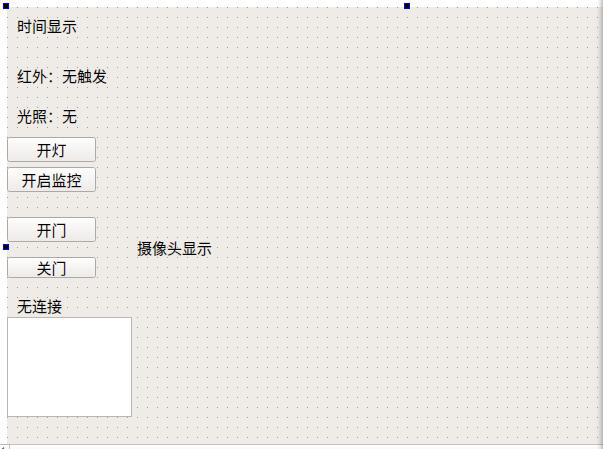 时间显示
红外：无触发
光照：无
开灯
开启监控
开门
摄像头显示
关门
无连接